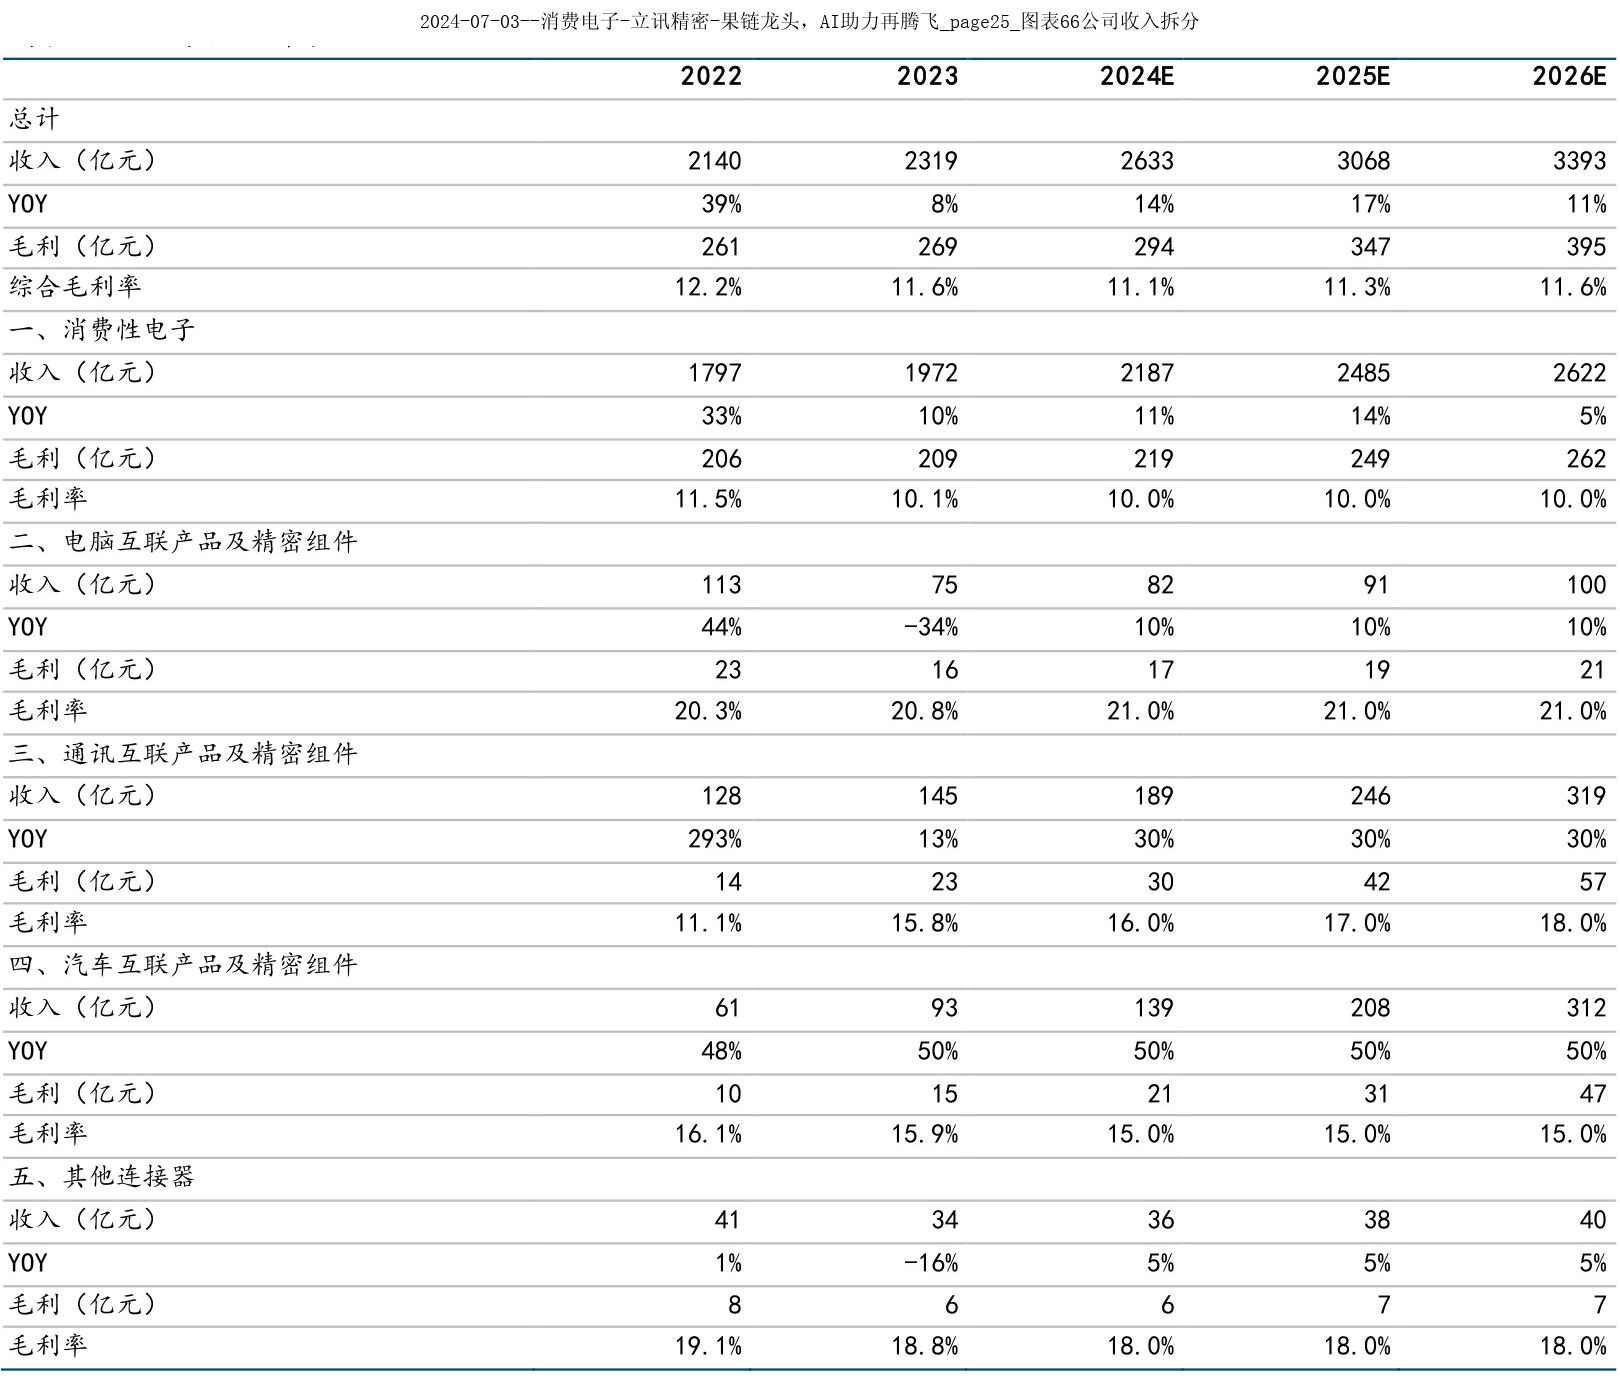 2024-07-03--消费电子-立讯精密-果链龙头，AI助力再腾飞_page25_图表66公司收入拆分
2022 2023 2024E 2025E 2026E
总计
收入（亿元） 2140 2319 2633 3068 3393
YOY 39% 8% 14% 17% 11%
毛利（亿元） 261 269 294 347 395
综合毛利率 12.2% 11.6% 11.1% 11.3% 11.6%
一、消费性电子
收入（亿元） 1797 1972 2187 2485 2622
YOY 33% 10% 11% 14% 5%
毛利（亿元） 206 209 219 249 262
毛利率 11.5% 10.1% 10.0% 10.0% 10.0%
二、电脑互联产品及精密组件
收入（亿元） 113 75 82 91 100
YOY 44% -34% 10% 10% 10%
毛利（亿元） 23 16 17 19 21
毛利率 20.3% 20.8% 21.0% 21.0% 21.0%
三、通讯互联产品及精密组件
收入（亿元） 128 145 189 246 319
YOY 293% 13% 30% 30% 30%
毛利（亿元） 14 23 30 42 57
毛利率 11.1% 15.8% 16.0% 17.0% 18.0%
四、汽车互联产品及精密组件
收入（亿元） 61 93 139 208 312
YOY 48% 50% 50% 50% 50%
毛利（亿元） 10 15 21 31 47
毛利率 16.1% 15.9% 15.0% 15.0% 15.0%
五、其他连接器
收入（亿元） 41 34 36 38 40
YOY 1% -16% 5% 5% 5%
毛利（亿元） 8 6 6 7 7
毛利率 19.1% 18.8% 18.0% 18.0% 18.0%